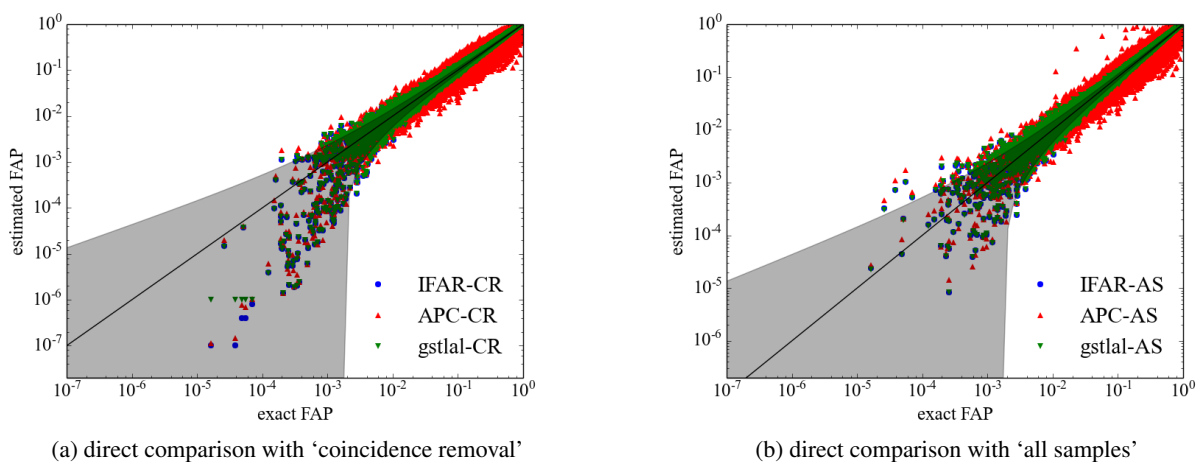 10^0
10^-1
10^-2
10^-3
10^-4
10^-5
10^-6
10^-7
estimated FAP
IFAR-CR
APC-CR
gstlal-CR
10^-7 10^-6 10^-5 10^-4 10^-3 10^-2 10^-1 10^0
exact FAP
(a) direct comparison with ‘coincidence removal’
10^0
10^-1
10^-2
10^-3
10^-4
10^-5
10^-6
estimated FAP
IFAR-AS
APC-AS
gstlal-AS
10^-7 10^-6 10^-5 10^-4 10^-3 10^-2 10^-1 10^0
exact FAP
(b) direct comparison with ‘all samples’